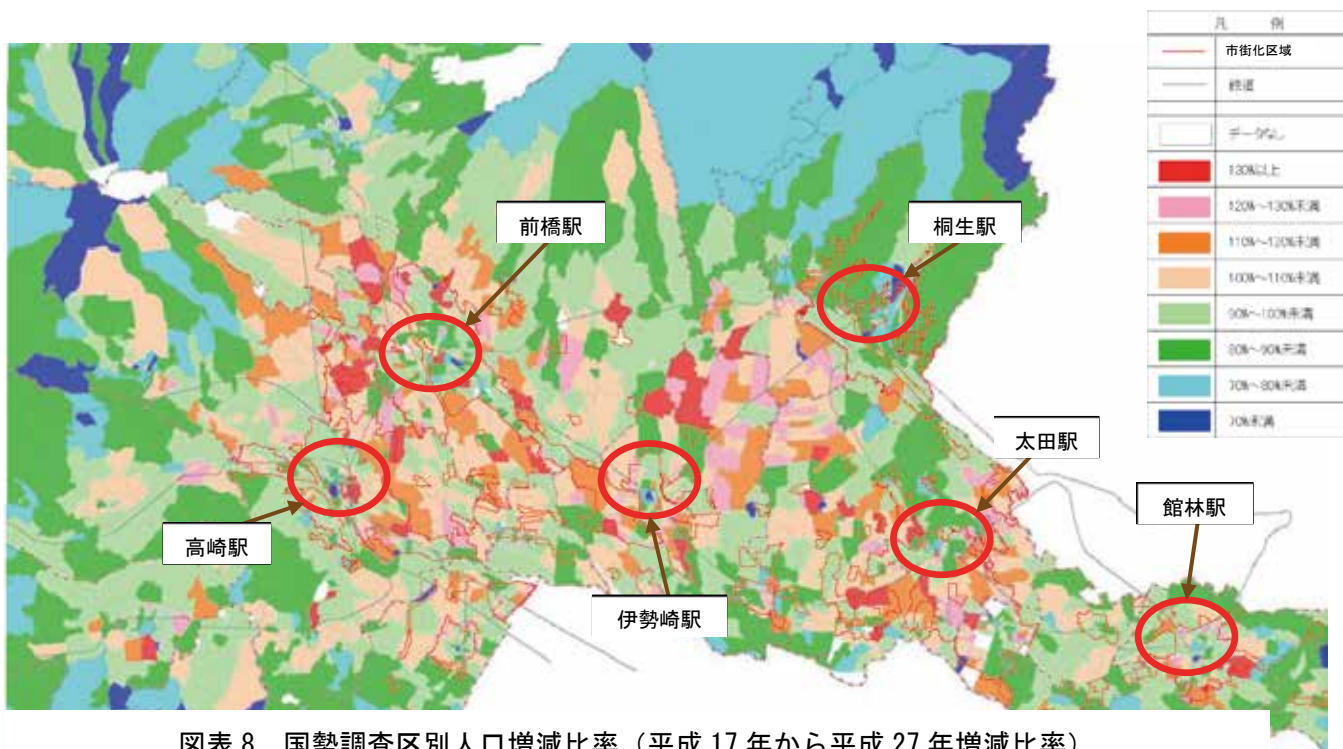 凡 例
市街化区域
鉄道
データなし
130%以上
120%~130%未満
110%~120%未満
100%~110%未満
90%~100%未満
80%~90%未満
70%~80%未満
70%未満
前橋駅
桐生駅
太田駅
館林駅
高崎駅
伊勢崎駅
図表 8 国勢調査区別人口増減比率（平成 17 年から平成 27 年増減比率）